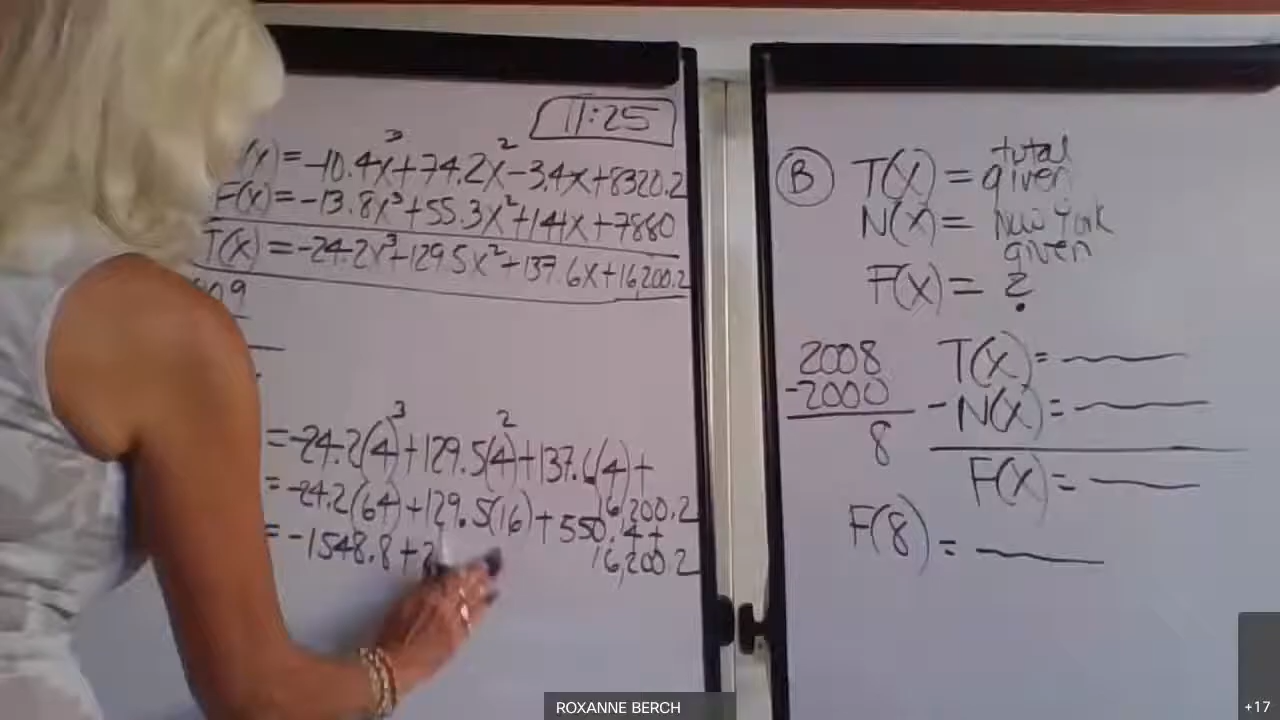 11:25
(x) = -10.4x³ + 74.2x² - 3.4x + 8320.2
F(x) = -13.8x³ + 55.3x² + 141x + 7880
T(x) = -24.2x³ + 129.5x² + 137.6x + 16,200.2
09
= -24.2(4)³ + 129.5(4)² + 137.6(4) +
16,200.2
= -24.2(64) + 129.5(16) + 550.4 +
16,200.2
= -1548.8 + 2
B T(x) = total given
N(x) = New York given
F(x) = ?
2008
-2000
8
T(x) =
- N(x) =
F(x) =
F(8) =
ROXANNE BERCH
+17